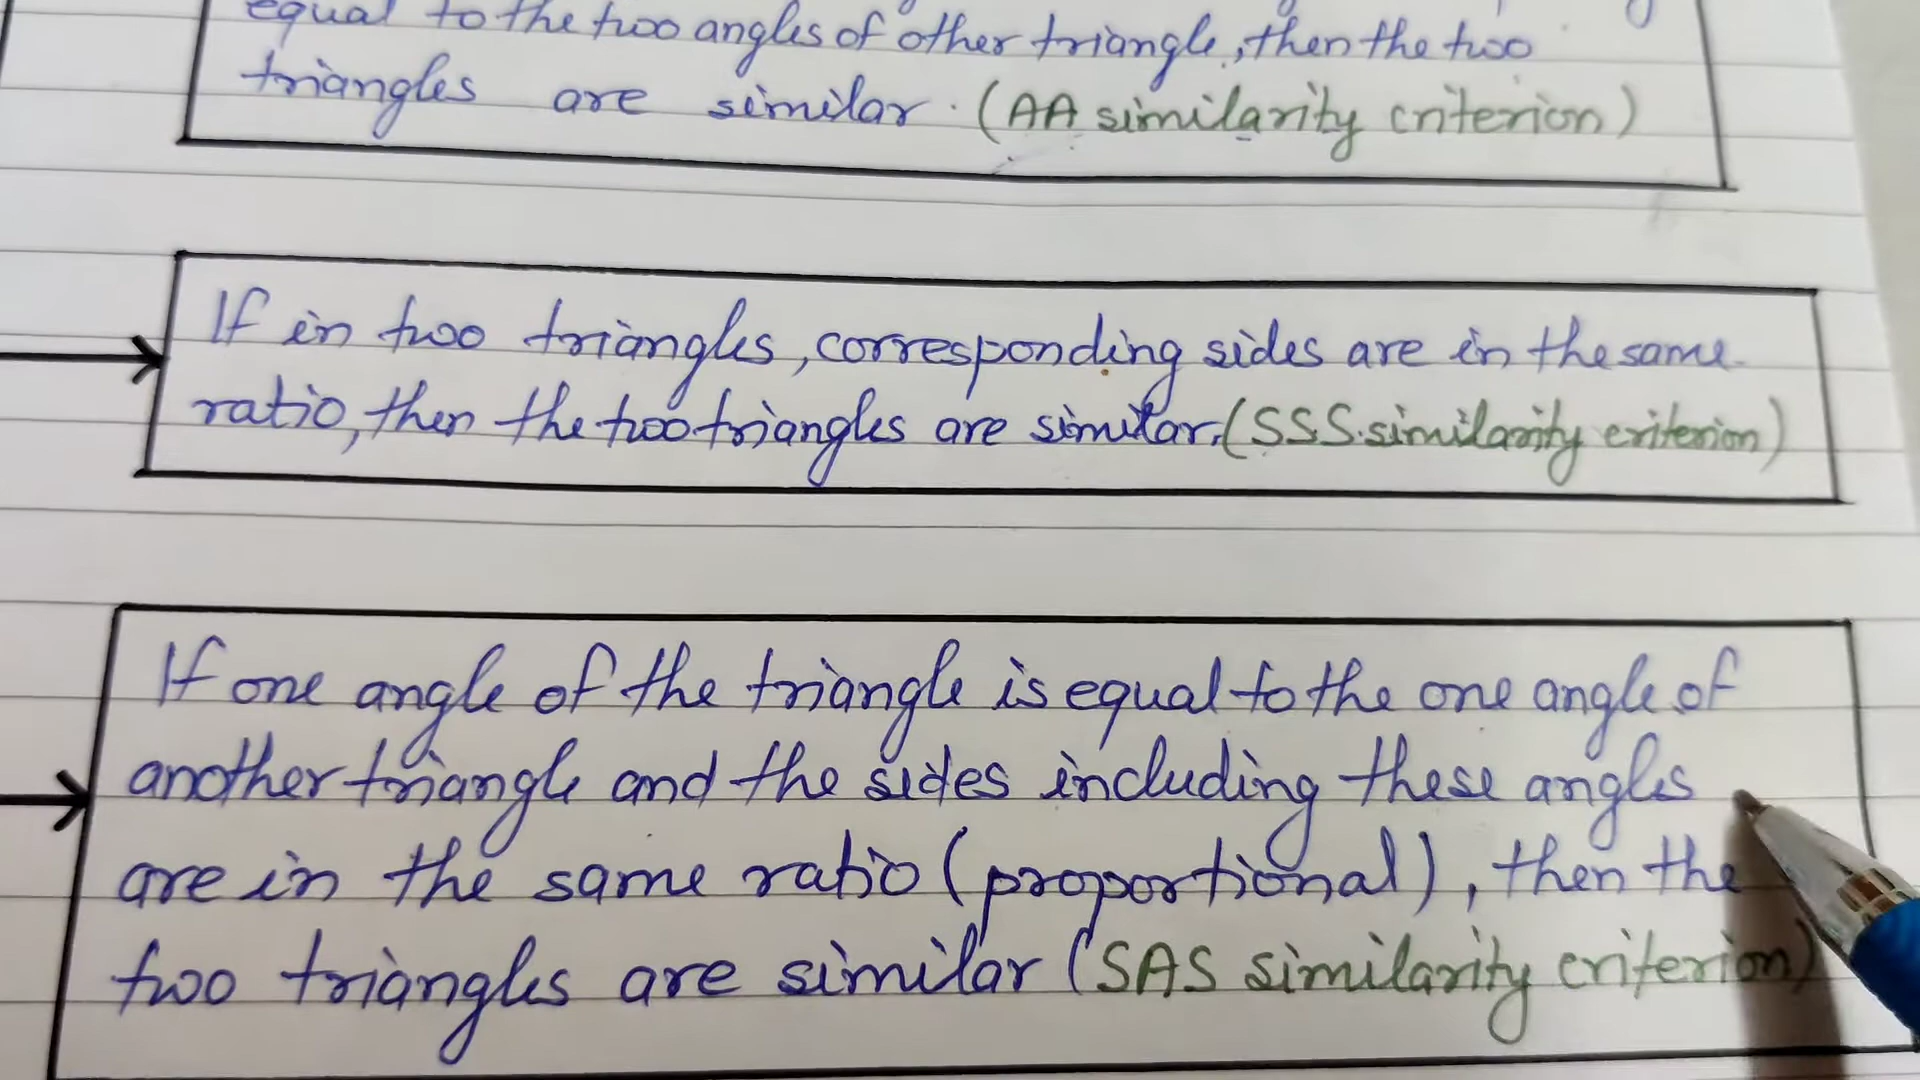 equal to the two angles of other triangle, then the two
triangles are similar. (AA similarity criterion)
If in two triangles, corresponding sides are in the same
ratio, then the two triangles are similar. (SSS similarity criterion)
If one angle of the triangle is equal to the one angle of
another triangle and the sides including these angles
are in the same ratio (proportional), then the
two triangles are similar (SAS similarity criterion)